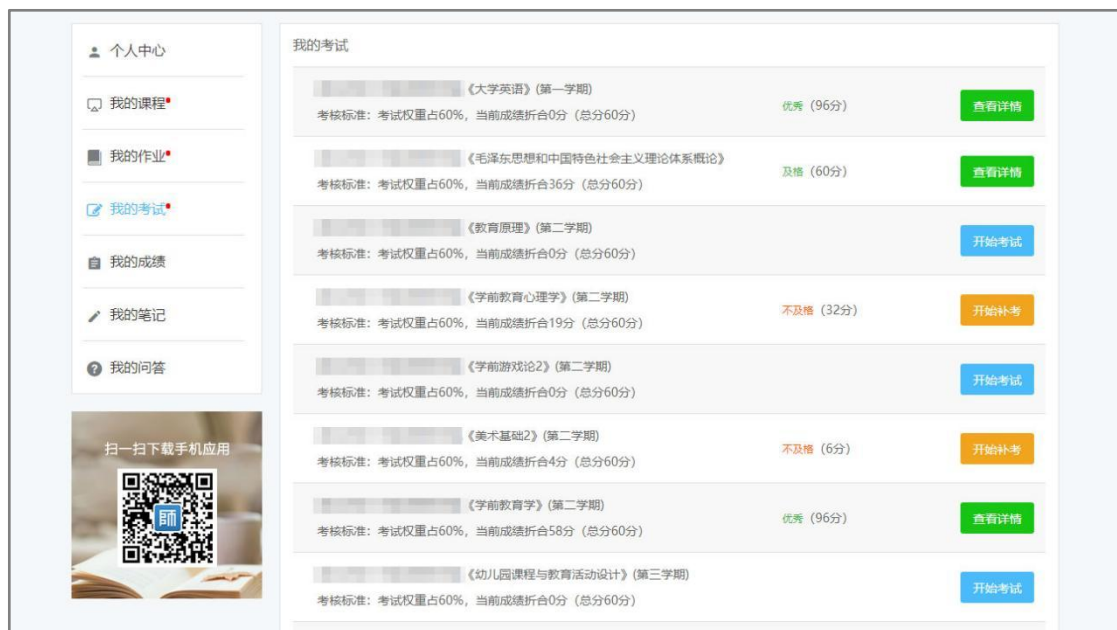 个人中心
我的课程
我的作业
我的考试
我的成绩
我的笔记
我的问答
扫一扫下载手机应用
師
我的考试
《大学英语》(第一学期)
考核标准：考试权重占60%，当前成绩折合0分（总分60分）
优秀（96分）
查看详情
《毛泽东思想和中国特色社会主义理论体系概论》
考核标准：考试权重占60%，当前成绩折合36分（总分60分）
及格（60分）
查看详情
《教育原理》(第二学期)
考核标准：考试权重占60%，当前成绩折合0分（总分60分）
开始考试
《学前教育心理学》(第二学期)
考核标准：考试权重占60%，当前成绩折合19分（总分60分）
不及格（32分）
开始补考
《学前游戏论2》(第二学期)
考核标准：考试权重占60%，当前成绩折合0分（总分60分）
开始考试
《美术基础2》(第二学期)
考核标准：考试权重占60%，当前成绩折合4分（总分60分）
不及格（6分）
开始补考
《学前教育学》(第二学期)
考核标准：考试权重占60%，当前成绩折合58分（总分60分）
优秀（96分）
查看详情
《幼儿园课程与教育活动设计》(第三学期)
考核标准：考试权重占60%，当前成绩折合0分（总分60分）
开始考试